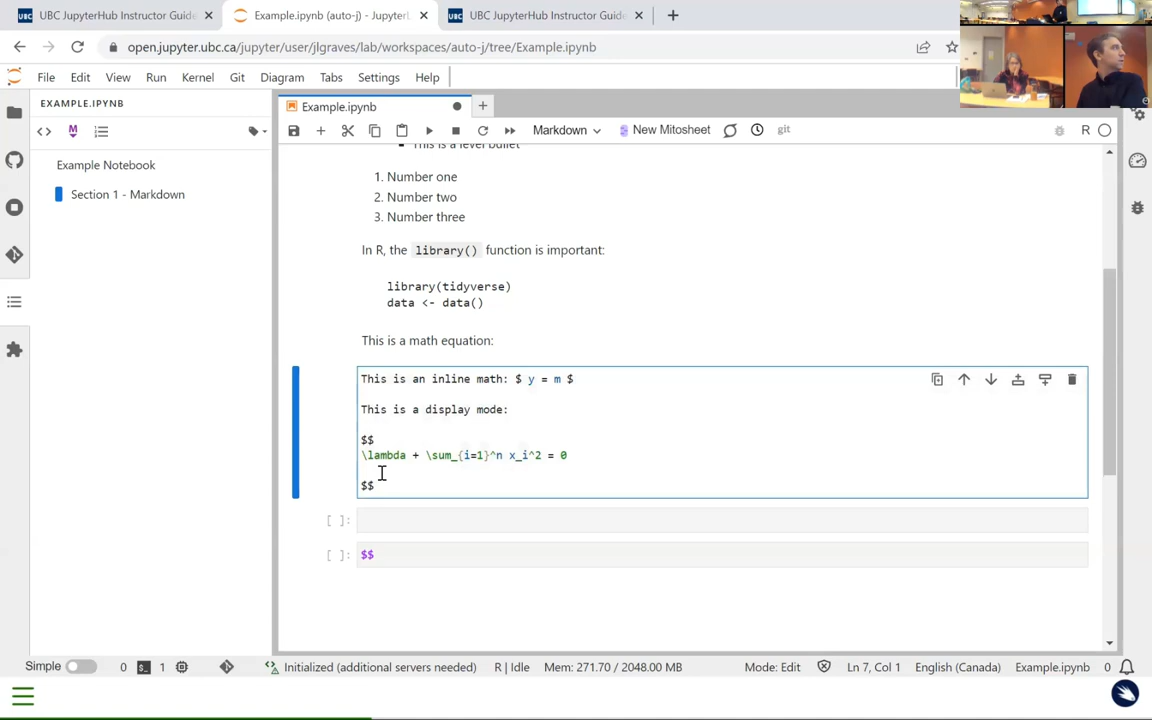 UBC JupyterHub Instructor Guide
Example.ipynb (auto-j) - JupyterL
UBC JupyterHub Instructor Guide
open.jupyter.ubc.ca/jupyter/user/jlgraves/lab/workspaces/auto-j/tree/Example.ipynb
File Edit View Run Kernel Git Diagram Tabs Settings Help
EXAMPLE.IPYNB
Example.ipynb
Markdown New Mitosheet git R
Example Notebook
Section 1 - Markdown
This is a level bullet
1. Number one
2. Number two
3. Number three
In R, the library() function is important:
library(tidyverse)
data <- data()
This is a math equation:
This is an inline math: $ y = m $
This is a display mode:
$$
\lambda + \sum_{i=1}^n x_i^2 = 0
$$
[ ]:
[ ]: $$
Simple 0 1 Initialized (additional servers needed) R | Idle Mem: 271.70 / 2048.00 MB Mode: Edit Ln 7, Col 1 English (Canada) Example.ipynb 0